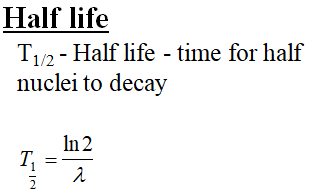 Half life
T1/2 - Half life - time for half
nuclei to decay
T1/2 = ln 2 / λ